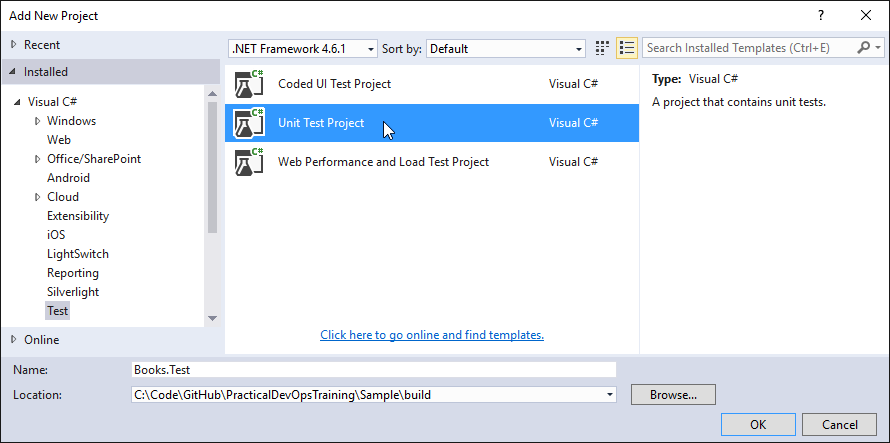 Add New Project
?
Recent
.NET Framework 4.6.1
Sort by: Default
Search Installed Templates (Ctrl+E)
Installed
Visual C#
Windows
Web
Office/SharePoint
Android
Cloud
Extensibility
iOS
LightSwitch
Reporting
Silverlight
Test
Online
C# Coded UI Test Project Visual C#
C# Unit Test Project Visual C#
C# Web Performance and Load Test Project Visual C#
Click here to go online and find templates.
Type: Visual C#
A project that contains unit tests.
Name: Books.Test
Location: C:\Code\GitHub\PracticalDevOpsTraining\Sample\build
Browse...
OK
Cancel